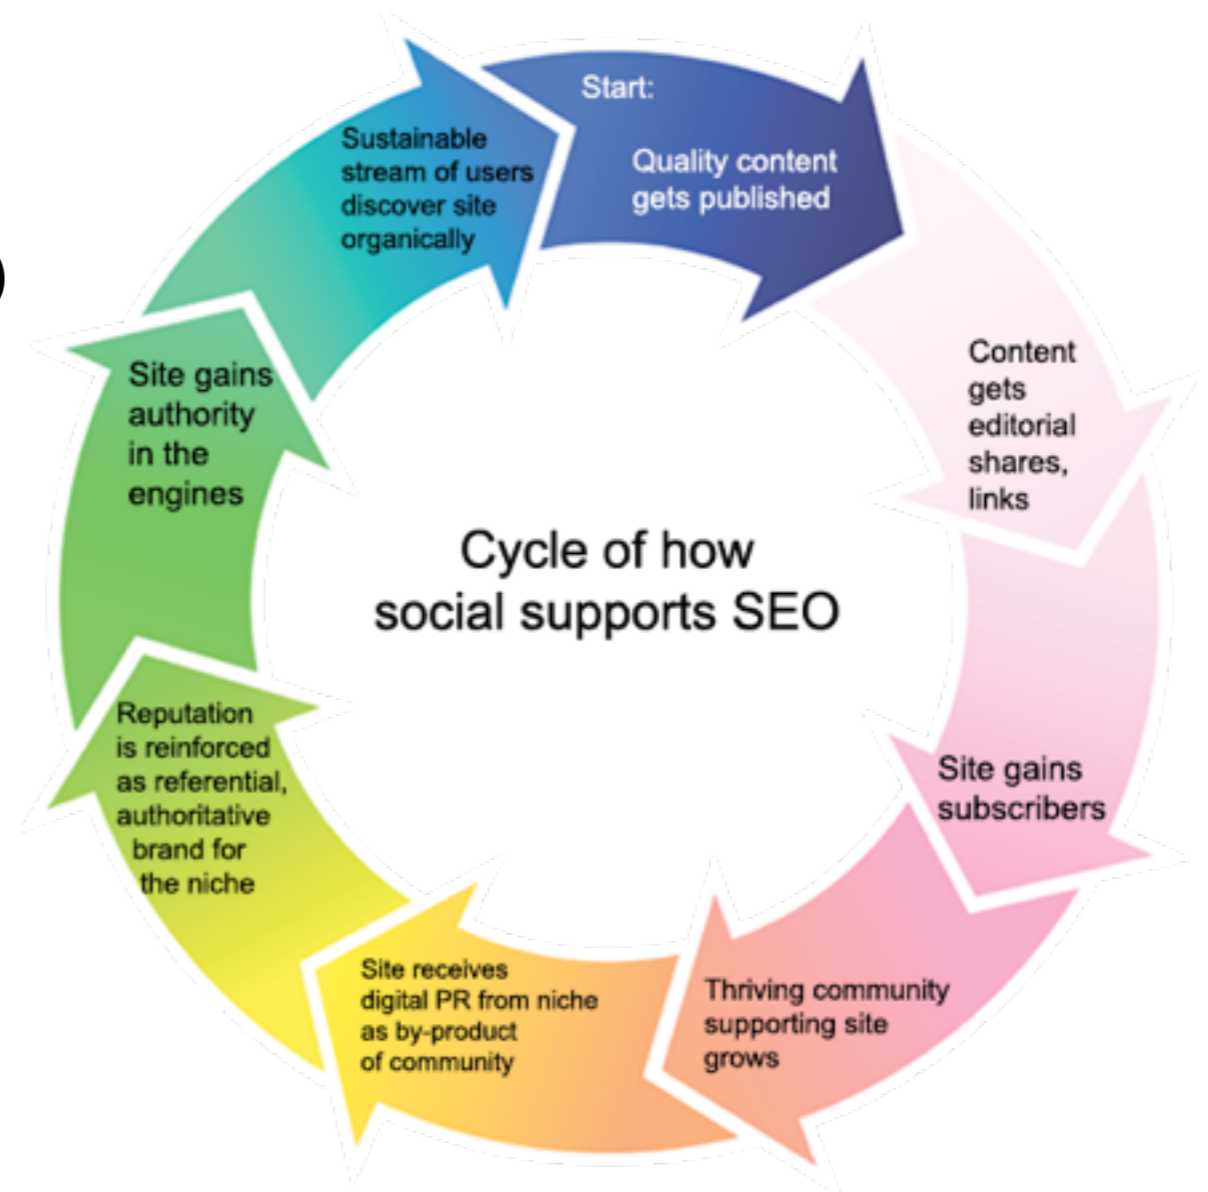 Start:
Quality content
gets published
Content
gets
editorial
shares,
links
Site gains
subscribers
Thriving community
supporting site
grows
Site receives
digital PR from niche
as by-product
of community
Reputation
is reinforced
as referential,
authoritative
brand for
the niche
Site gains
authority
in the
engines
Sustainable
stream of users
discover site
organically
Cycle of how
social supports SEO
)